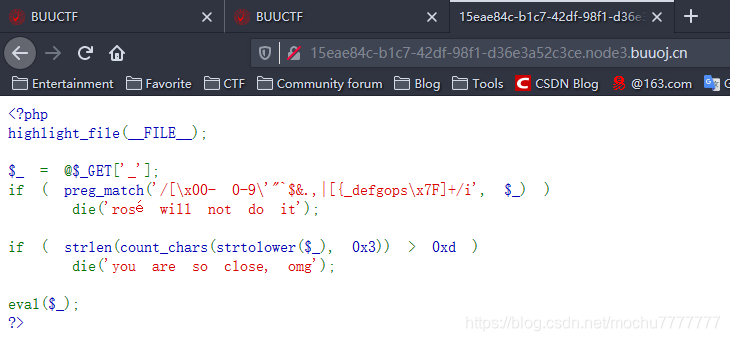 BUUCTF
BUUCTF
15eae84c-b1c7-42df-98f1-d36e
15eae84c-b1c7-42df-98f1-d36e3a52c3ce.node3.buuoj.cn
Entertainment Favorite CTF Community forum Blog Tools CSDN Blog @163.com
<?php
highlight_file(__FILE__);
$_ = @$_GET['_'];
if ( preg_match('/[\x00- 0-9\'"`$&.,|[{_defgops\x7F]+/i', $_) )
die('rosé will not do it');
if ( strlen(count_chars(strtolower($_), 0x3)) > 0xd )
die('you are so close, omg');
eval($_);
?>
https://blog.csdn.net/mochu7777777